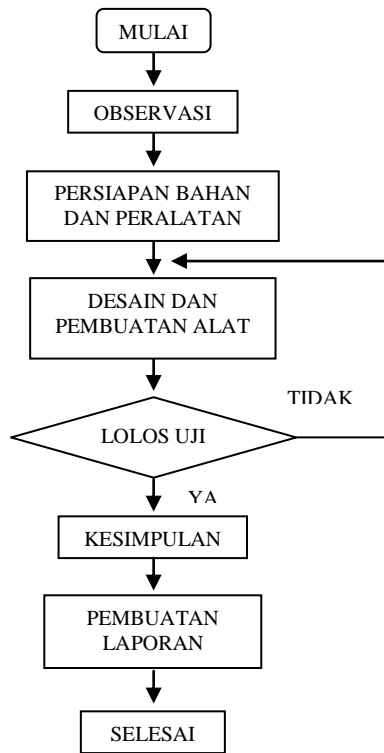 MULAI
OBSERVASI
PERSIAPAN BAHAN
DAN PERALATAN
DESAIN DAN
PEMBUATAN ALAT
TIDAK
LOLOS UJI
YA
KESIMPULAN
PEMBUATAN
LAPORAN
SELESAI